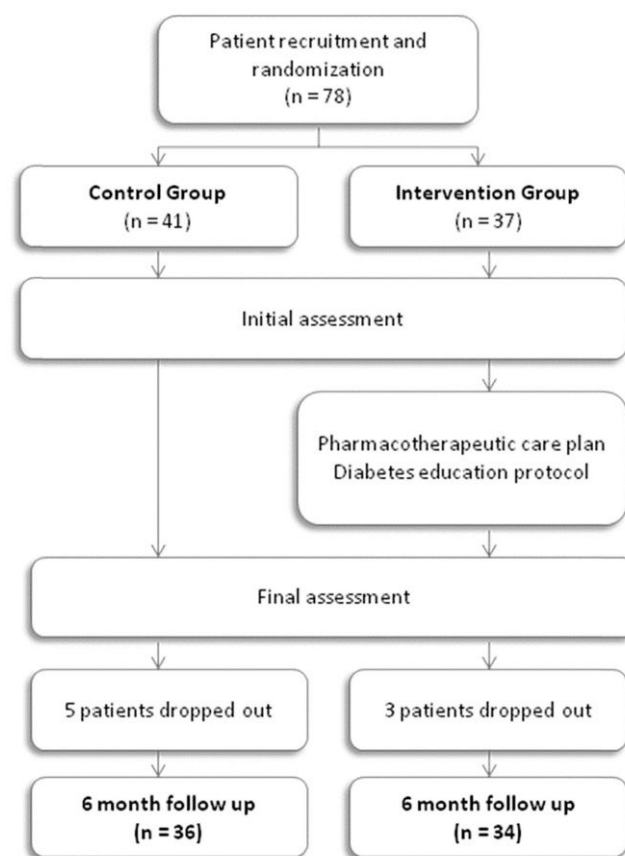 Patient recruitment and
randomization
(n = 78)
Control Group
(n = 41)
Intervention Group
(n = 37)
Initial assessment
Pharmacotherapeutic care plan
Diabetes education protocol
Final assessment
5 patients dropped out
3 patients dropped out
6 month follow up
(n = 36)
6 month follow up
(n = 34)